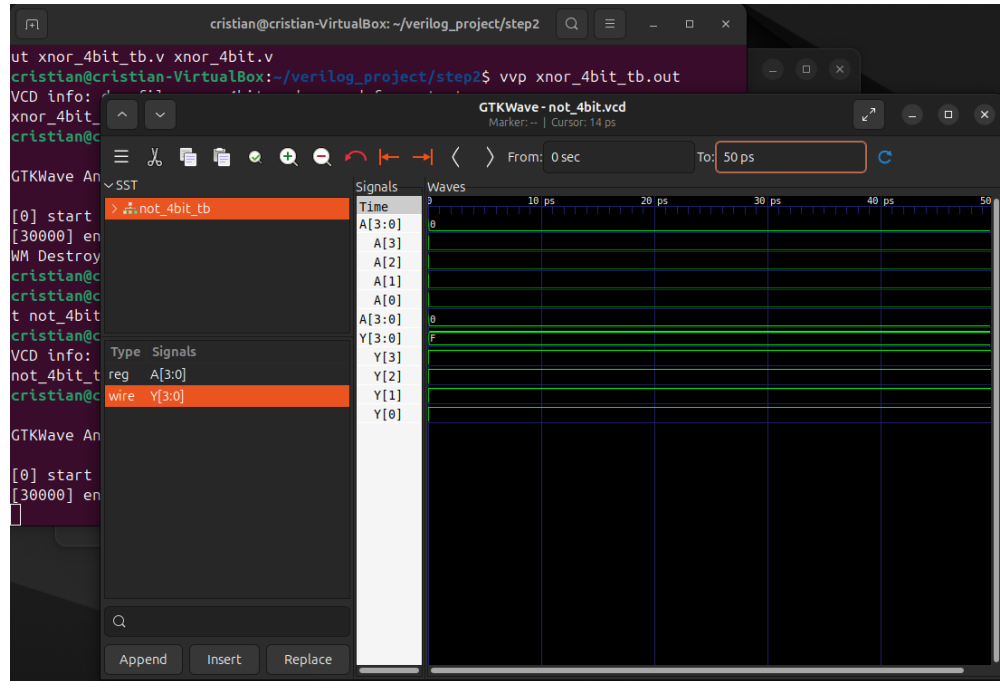 cristian@cristian-VirtualBox: ~/verilog_project/step2
ut xnor_4bit_tb.v xnor_4bit.v
cristian@cristian-VirtualBox:~/verilog_project/step2$ vvp xnor_4bit_tb.out
VCD info:
xnor_4bit_
cristian@c
GTKWave An
[0] start
[30000] en
WM Destroy
cristian@c
cristian@c
t not_4bit
cristian@c
VCD info:
not_4bit_t
cristian@c
GTKWave An
[0] start
[30000] en
GTKWave - not_4bit.vcd
Marker: -- | Cursor: 14 ps
From: 0 sec To: 50 ps
SST
not_4bit_tb
Type Signals
reg A[3:0]
wire Y[3:0]
Append Insert Replace
Signals Waves
Time 0 10 ps 20 ps 30 ps 40 ps 50
A[3:0] 0
A[3]
A[2]
A[1]
A[0]
A[3:0] 0
Y[3:0] F
Y[3]
Y[2]
Y[1]
Y[0]